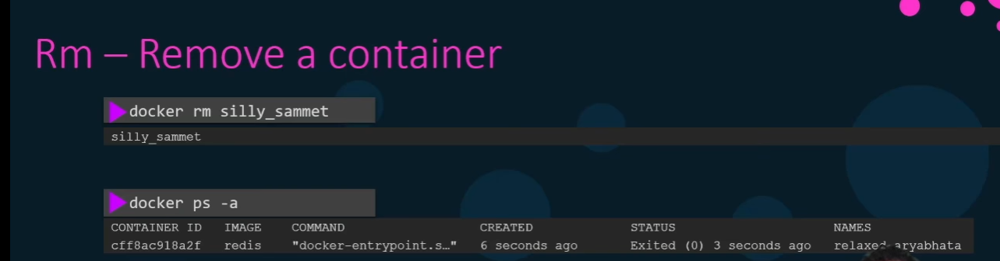 Rm – Remove a container
docker rm silly_sammet
silly_sammet
docker ps -a
CONTAINER ID IMAGE COMMAND CREATED STATUS NAMES
cff8ac918a2f redis "docker-entrypoint.s…" 6 seconds ago Exited (0) 3 seconds ago relaxed_aryabhata